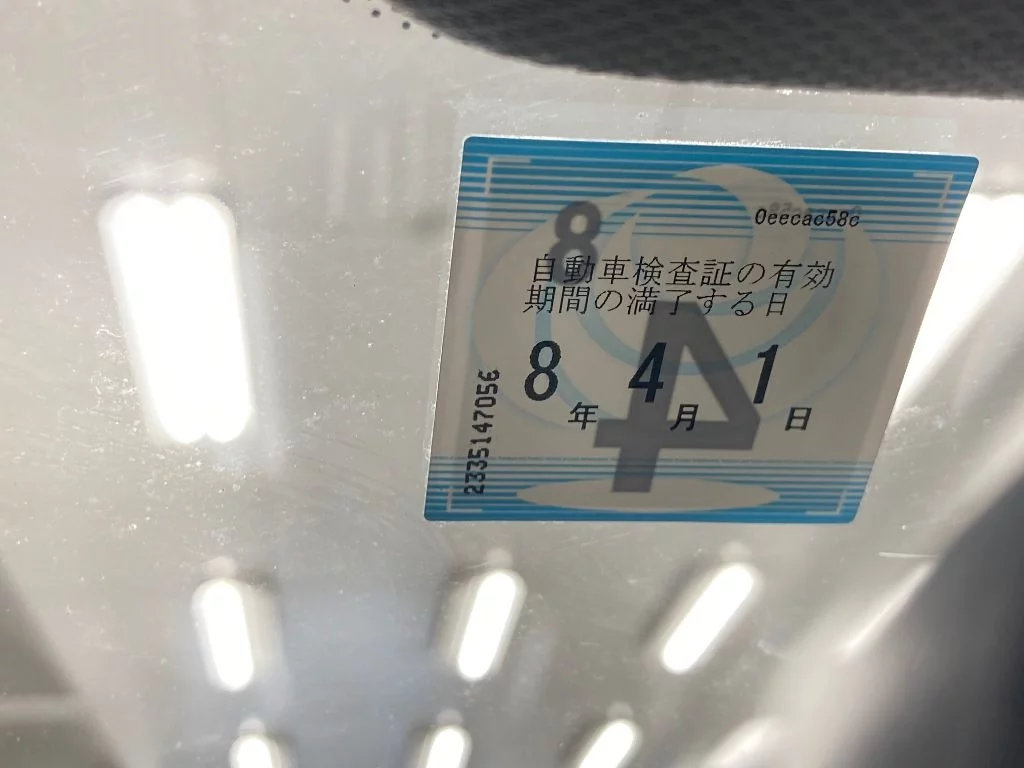 0eecac58c
8
自動車検査証の有効
期間の満了する日
8年4月1日
4
2335147056